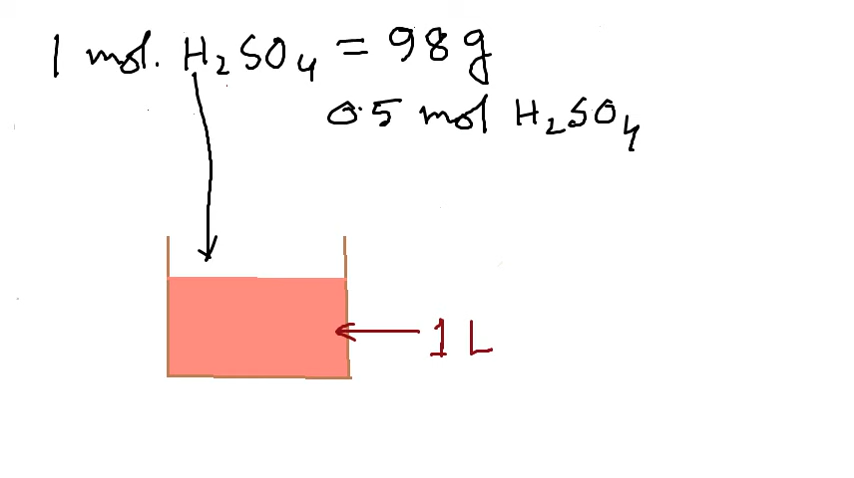 1 mol. H₂SO₄ = 98 g
0.5 mol H₂SO₄
1 L